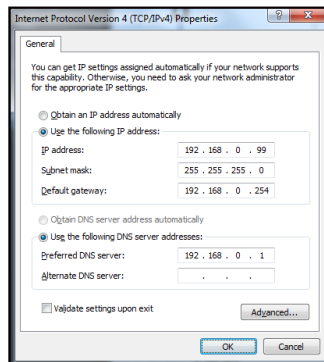 Internet Protocol Version 4 (TCP/IPv4) Properties
General
You can get IP settings assigned automatically if your network supports
this capability. Otherwise, you need to ask your network administrator
for the appropriate IP settings.
Obtain an IP address automatically
Use the following IP address:
IP address: 192 . 168 . 0 . 99
Subnet mask: 255 . 255 . 255 . 0
Default gateway: 192 . 168 . 0 . 254
Obtain DNS server address automatically
Use the following DNS server addresses:
Preferred DNS server: 192 . 168 . 0 . 1
Alternate DNS server: . . .
Validate settings upon exit
Advanced...
OK Cancel